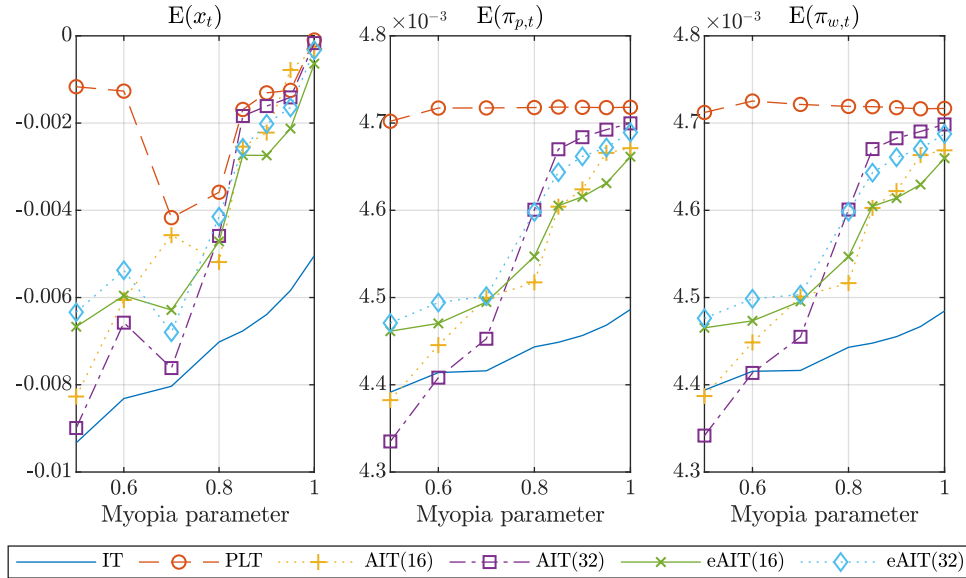 E(x_t)
0
-0.002
-0.004
-0.006
-0.008
-0.01
0.6 0.8 1
Myopia parameter
E(π_{p,t})
4.8 ×10^{-3}
4.7
4.6
4.5
4.4
4.3
0.6 0.8 1
Myopia parameter
E(π_{w,t})
4.8 ×10^{-3}
4.7
4.6
4.5
4.4
4.3
0.6 0.8 1
Myopia parameter
IT PLT AIT(16) AIT(32) eAIT(16) eAIT(32)